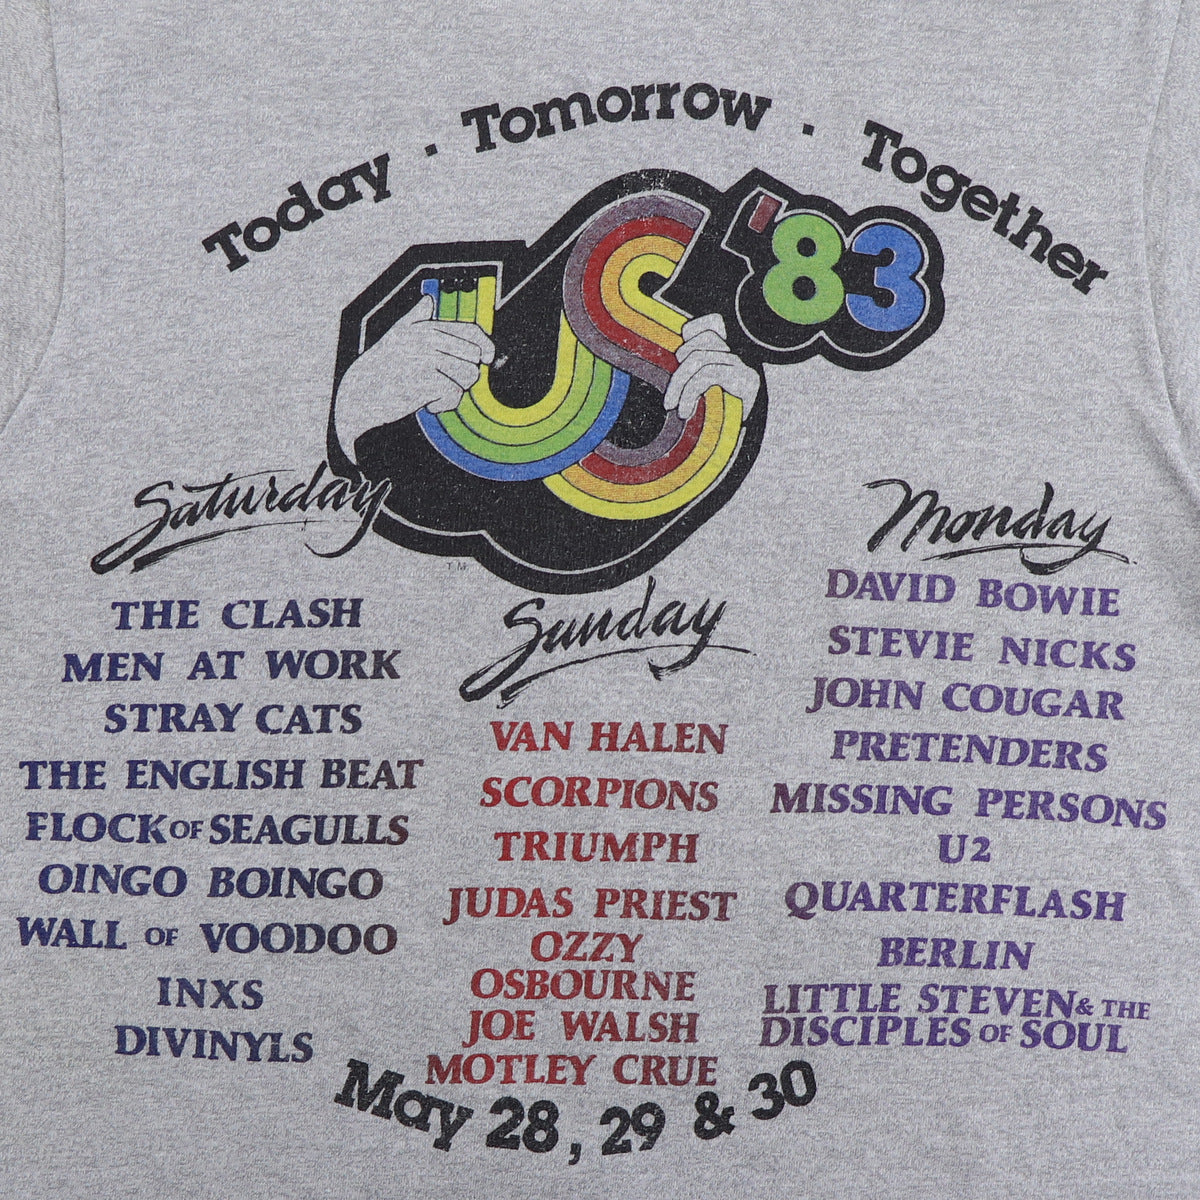 Today · Tomorrow · Together
US '83
TM
Saturday
THE CLASH
MEN AT WORK
STRAY CATS
THE ENGLISH BEAT
FLOCK OF SEAGULLS
OINGO BOINGO
WALL OF VOODOO
INXS
DIVINYLS
Sunday
VAN HALEN
SCORPIONS
TRIUMPH
JUDAS PRIEST
OZZY
OSBOURNE
JOE WALSH
MOTLEY CRUE
Monday
DAVID BOWIE
STEVIE NICKS
JOHN COUGAR
PRETENDERS
MISSING PERSONS
U2
QUARTERFLASH
BERLIN
LITTLE STEVEN & THE
DISCIPLES OF SOUL
May 28, 29 & 30